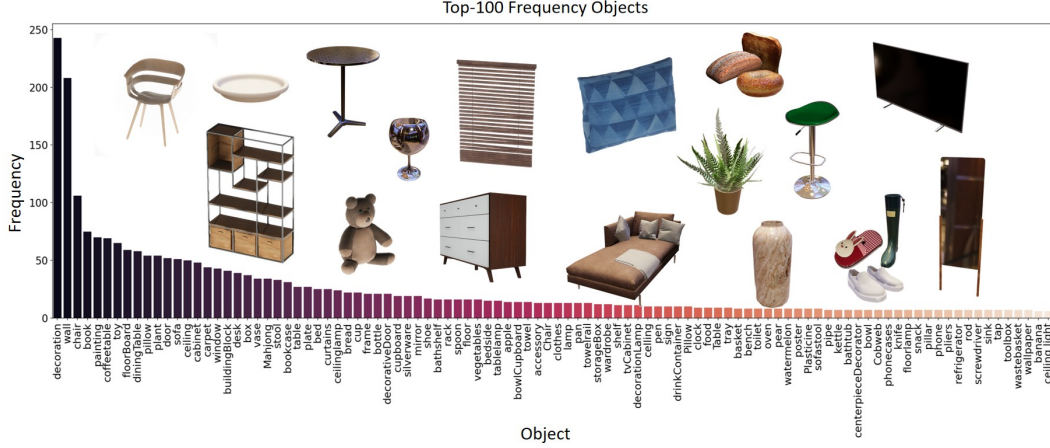 Top-100 Frequency Objects
250
200
150
100
50
0
Frequency
decoration
wall
chair
book
painting
coffeetable
toy
floorBoard
diningTable
pillow
plant
door
sofa
ceiling
cabinet
carpet
window
buildingBlock
desk
box
vase
Mahjong
stool
bookcase
table
plate
bed
curtains
ceilinglamp
bread
cup
frame
bottle
decorativeDoor
cupboard
silverware
mirror
shoe
bathshelf
rack
spoon
floor
vegetables
bedside
tablelamp
apple
bowlCupboard
towel
accessory
Chair
clothes
lamp
bean
towelrail
storageBox
wardrobe
shelf
tvCabinet
decorationLamp
celling
pen
sign
drinkContainer
Pillow
clock
food
Table
tray
basket
bench
toilet
oven
pear
watermelon
poster
Plasticine
sofastool
pipe
kettle
bathtub
centerpieceDecorator
bowl
Cobweb
phonecases
knife
floorlamp
snack
pillar
phone
pliers
refrigerator
rod
screwdriver
sink
tap
toolbox
wastebasket
wallpaper
banana
ceiling light
Object